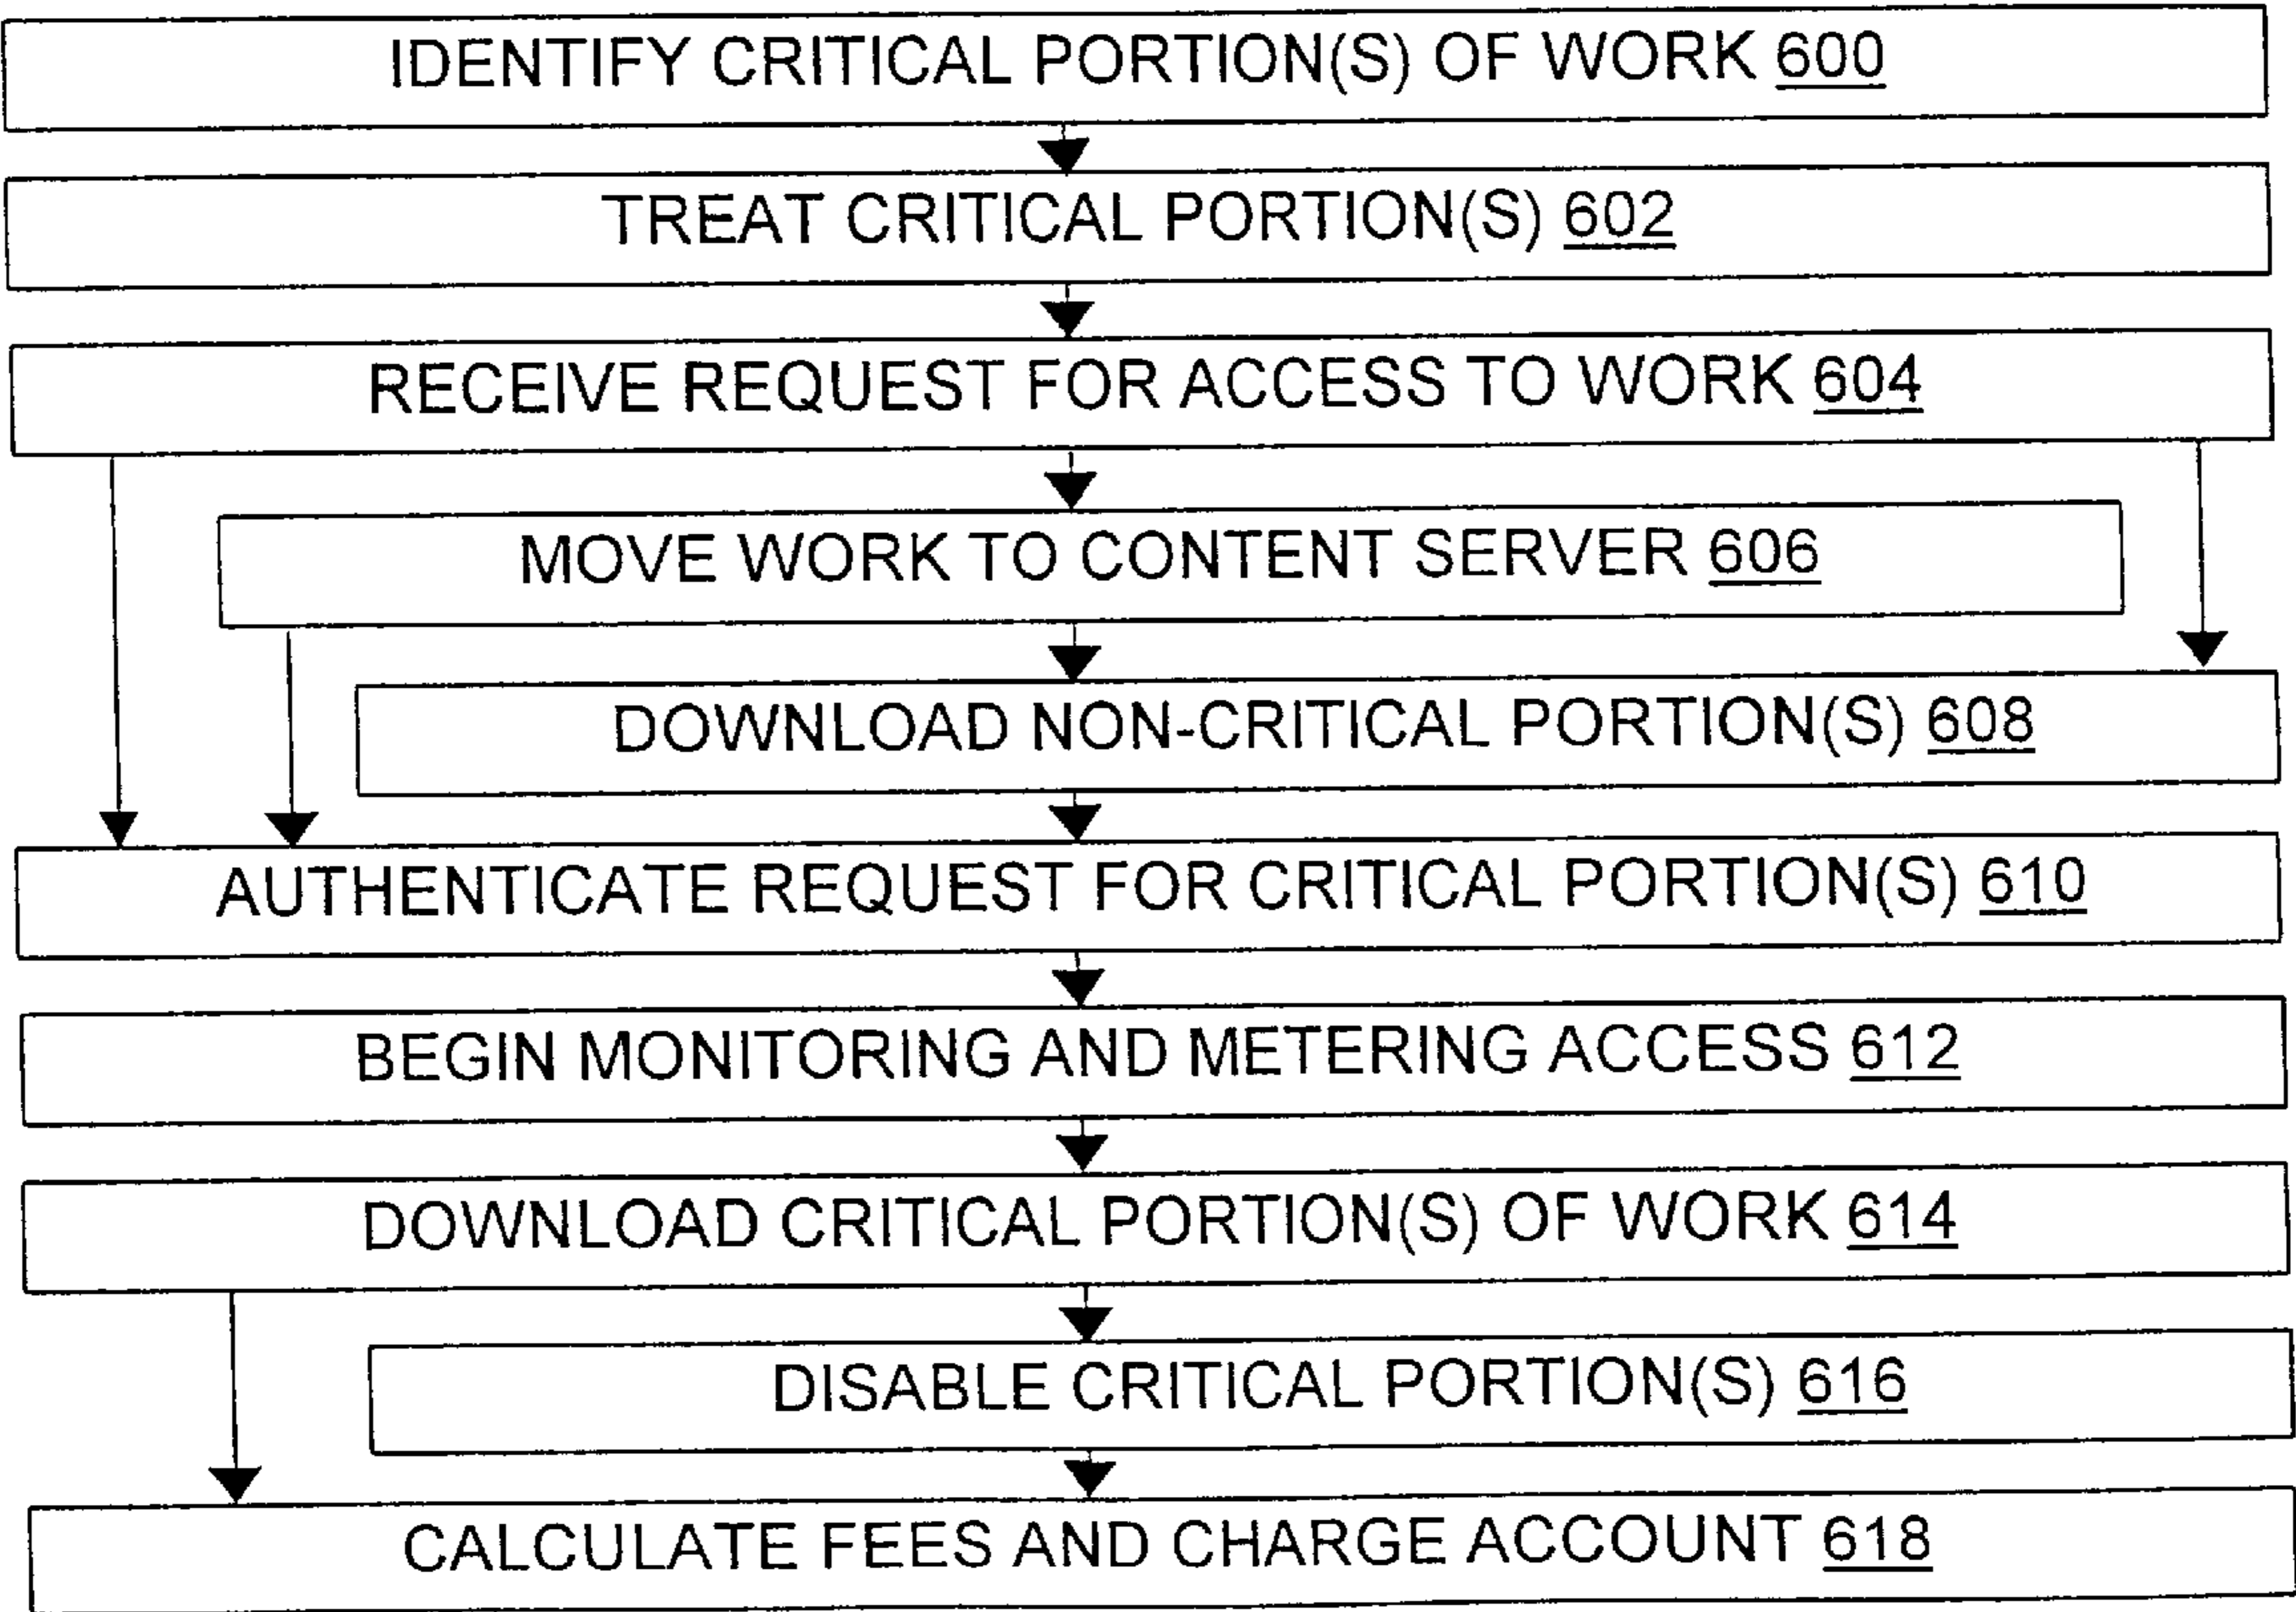 IDENTIFY CRITICAL PORTION(S) OF WORK 600
TREAT CRITICAL PORTION(S) 602
RECEIVE REQUEST FOR ACCESS TO WORK 604
MOVE WORK TO CONTENT SERVER 606
DOWNLOAD NON-CRITICAL PORTION(S) 608
AUTHENTICATE REQUEST FOR CRITICAL PORTION(S) 610
BEGIN MONITORING AND METERING ACCESS 612
DOWNLOAD CRITICAL PORTION(S) OF WORK 614
DISABLE CRITICAL PORTION(S) 616
CALCULATE FEES AND CHARGE ACCOUNT 618